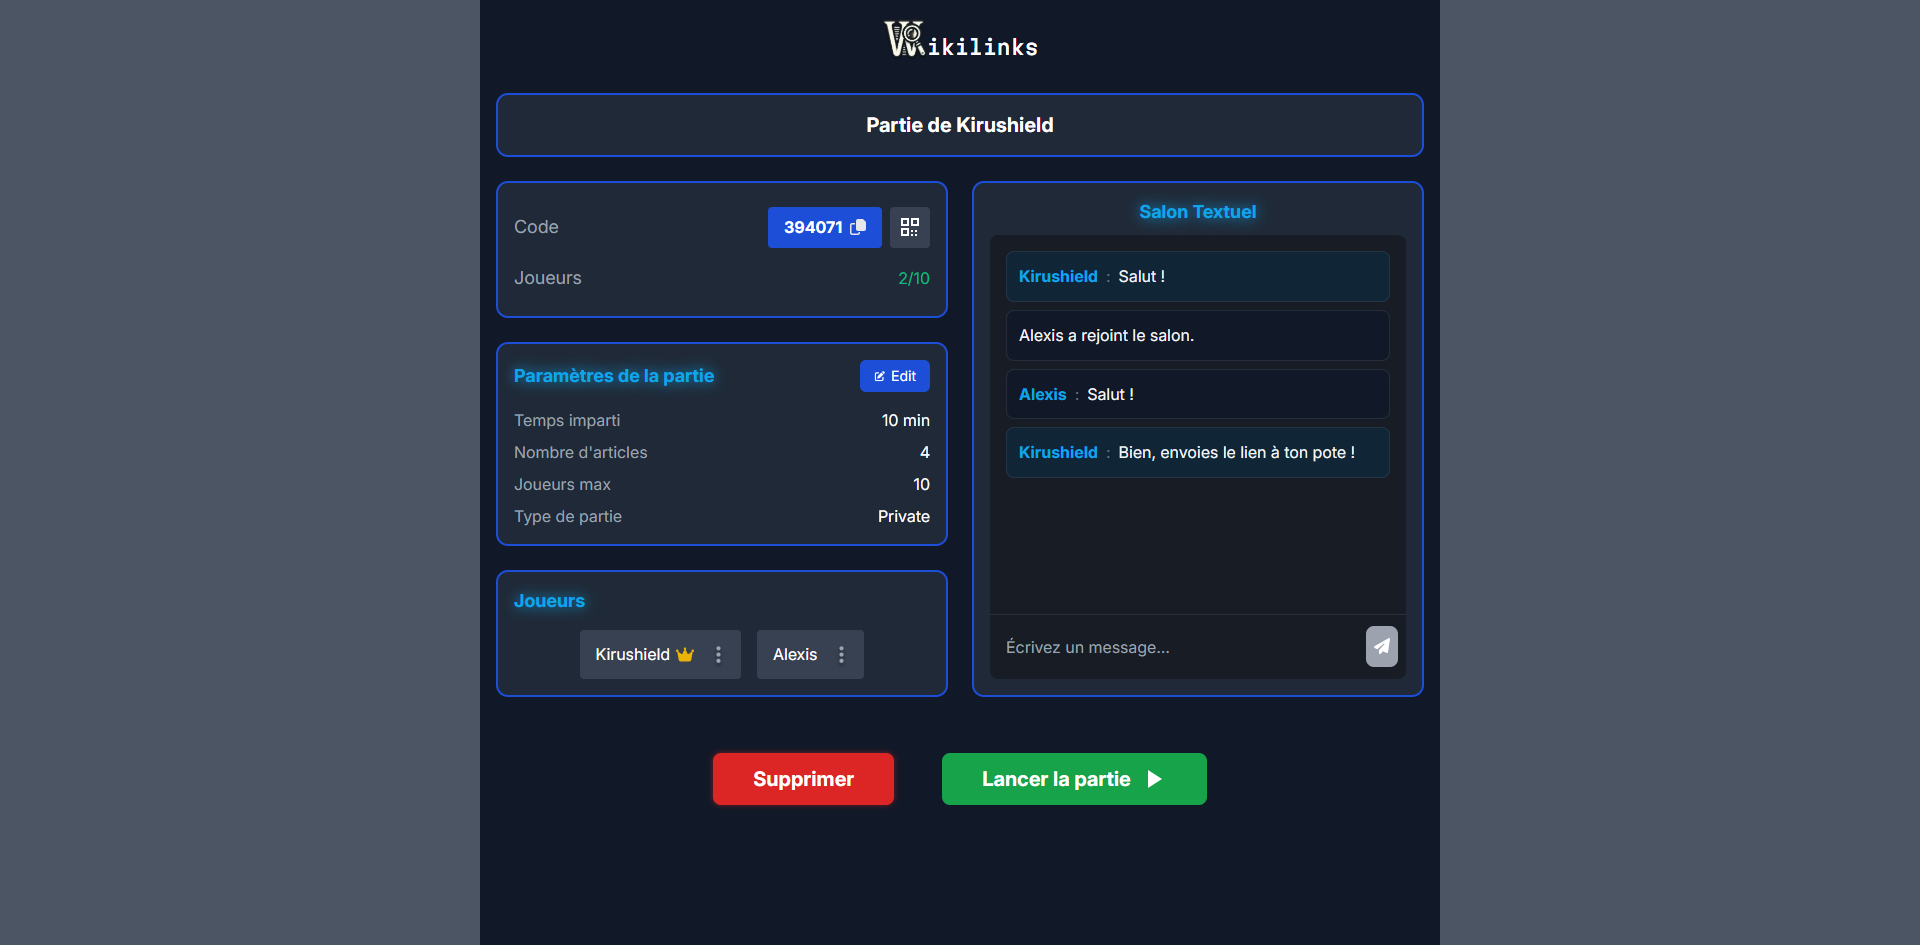 Wikilinks
Partie de Kirushield
Code
394071
Joueurs
2/10
Paramètres de la partie
Edit
Temps imparti
10 min
Nombre d'articles
4
Joueurs max
10
Type de partie
Private
Joueurs
Kirushield
Alexis
Salon Textuel
Kirushield : Salut !
Alexis a rejoint le salon.
Alexis : Salut !
Kirushield : Bien, envoies le lien à ton pote !
Écrivez un message...
Supprimer
Lancer la partie